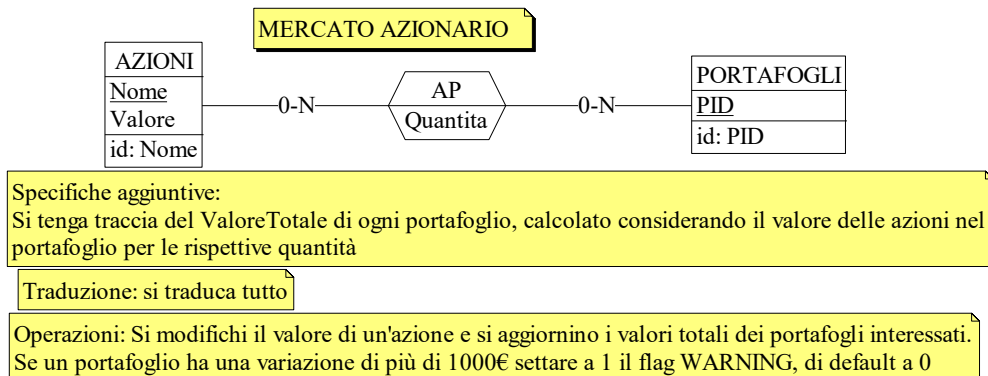 MERCATO AZIONARIO
AZIONI
Nome
Valore
id: Nome
0-N
AP
Quantita
0-N
PORTAFOGLI
PID
id: PID
Specifiche aggiuntive:
Si tenga traccia del ValoreTotale di ogni portafoglio, calcolato considerando il valore delle azioni nel
portafoglio per le rispettive quantità
Traduzione: si traduca tutto
Operazioni: Si modifichi il valore di un'azione e si aggiornino i valori totali dei portafogli interessati.
Se un portafoglio ha una variazione di più di 1000€ settare a 1 il flag WARNING, di default a 0